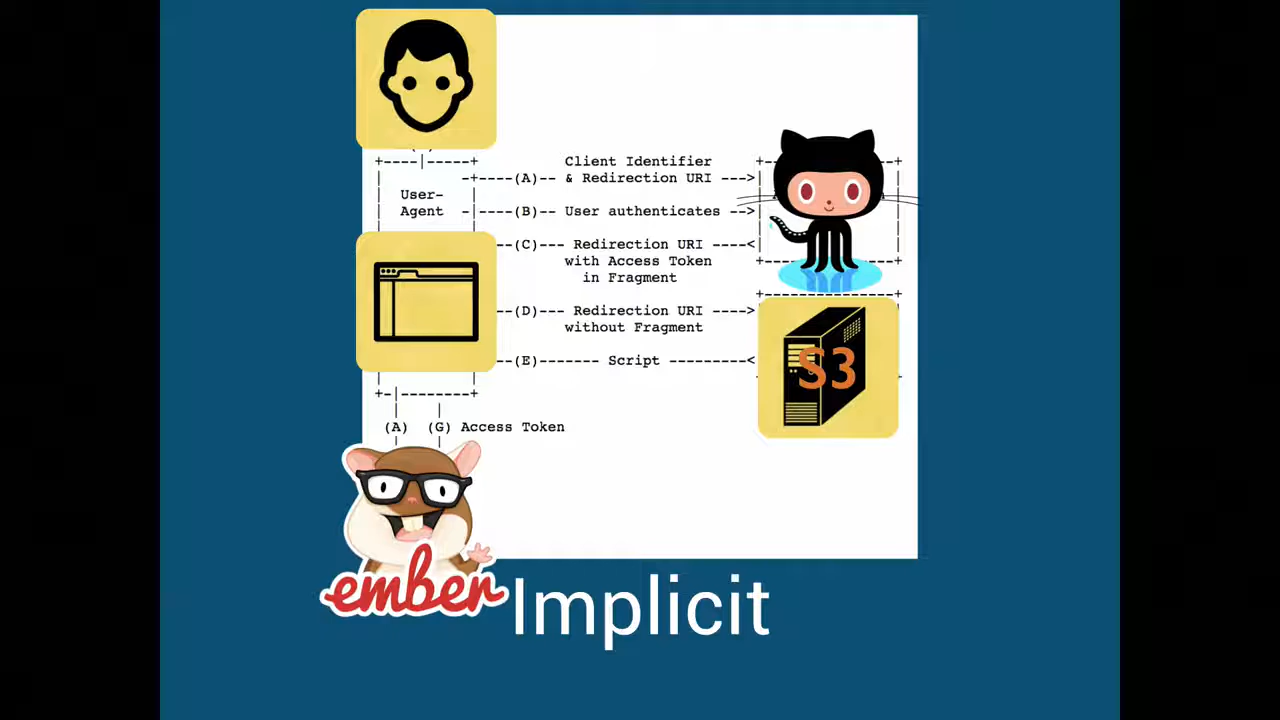 Client Identifier
(A) & Redirection URI
User-
Agent
(B) User authenticates
(C) Redirection URI
with Access Token
in Fragment
(D) Redirection URI
without Fragment
(E) Script
S3
(A) (G) Access Token
ember
Implicit